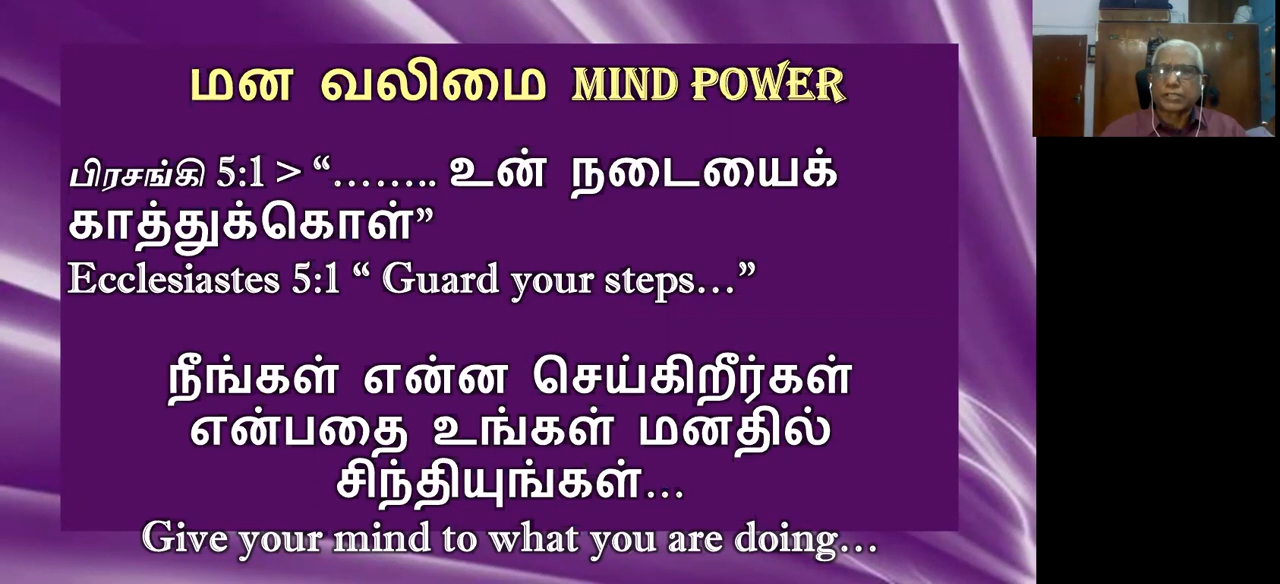 மன வலிமை MIND POWER
பிரசங்கி 5:1 > “…….. உன் நடையைக்
காத்துக்கொள்”
Ecclesiastes 5:1 “ Guard your steps…”
நீங்கள் என்ன செய்கிறீர்கள்
என்பதை உங்கள் மனதில்
சிந்தியுங்கள்…
Give your mind to what you are doing…